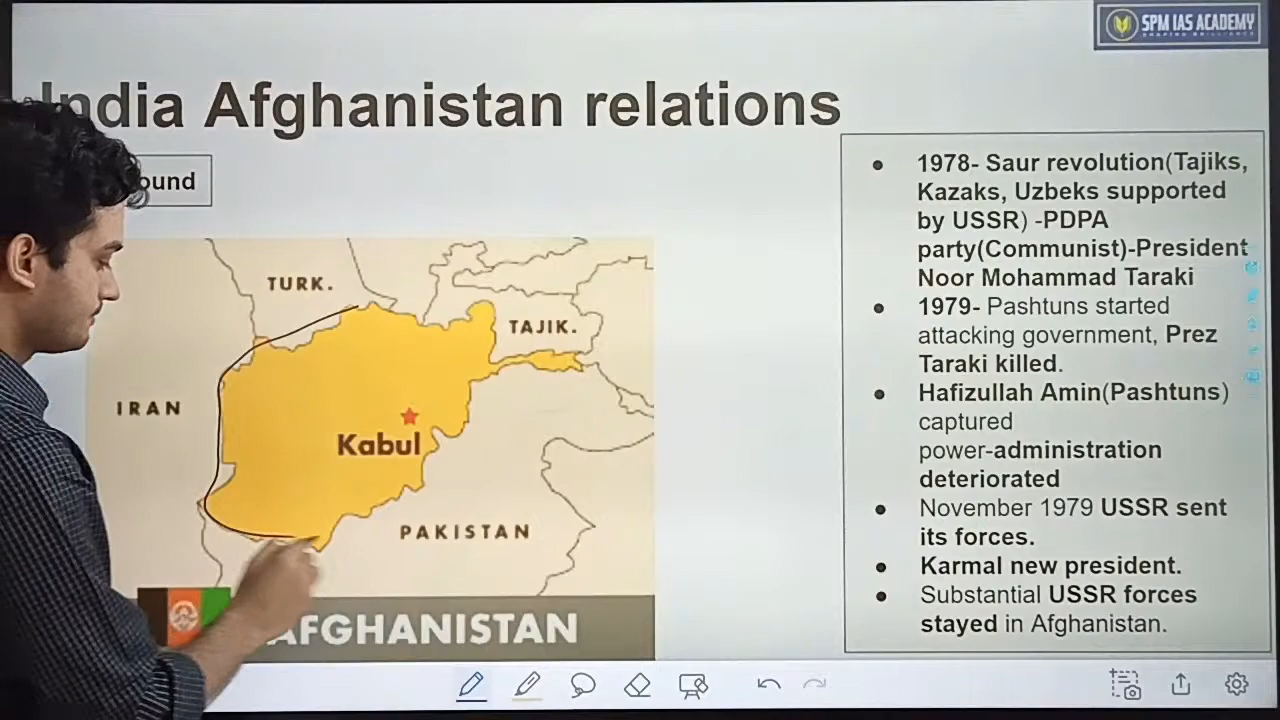 SPM IAS ACADEMY
India Afghanistan relations
ound
TURK.
TAJIK.
IRAN
Kabul
PAKISTAN
AFGHANISTAN
1978- Saur revolution(Tajiks,
Kazaks, Uzbeks supported
by USSR) -PDPA
party(Communist)-President
Noor Mohammad Taraki
1979- Pashtuns started
attacking government, Prez
Taraki killed.
Hafizullah Amin(Pashtuns)
captured
power-administration
deteriorated
November 1979 USSR sent
its forces.
Karmal new president.
Substantial USSR forces
stayed in Afghanistan.